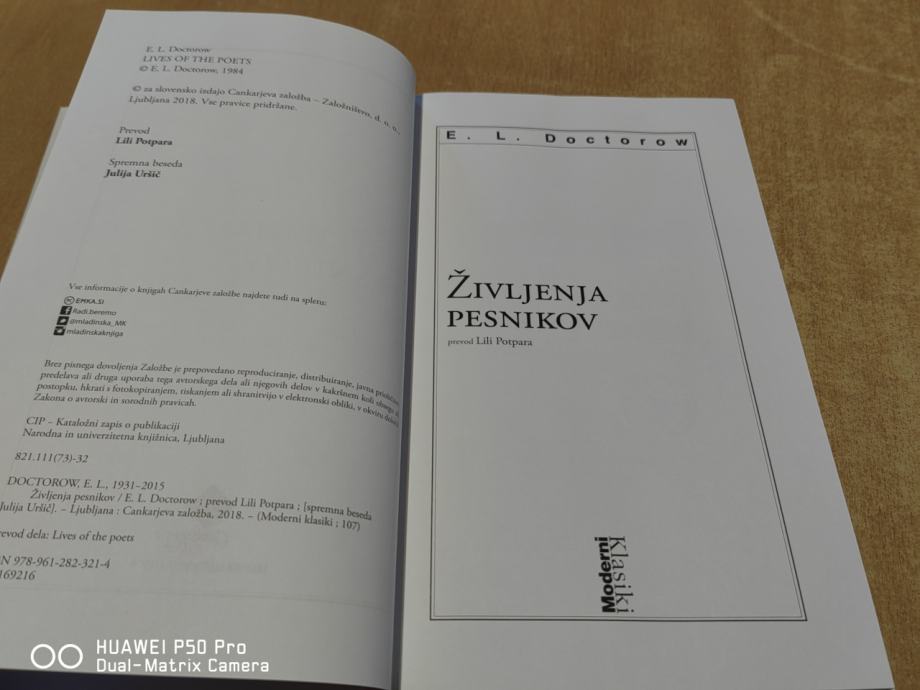 E. L. Doctorow
LIVES OF THE POETS
© E. L. Doctorow, 1984
© za slovensko izdajo Cankarjeva založba – Založništvo, d. o. o.,
Ljubljana 2018. Vse pravice pridržane.
Prevod
Lili Potpara
Spremna beseda
Julija Uršič
Vse informacije o knjigah Cankarjeve založbe najdete tudi na spletu:
EMKA.SI
Radi.beremo
@mladinska_MK
mladinskaknjiga
Brez pisnega dovoljenja Založbe je prepovedano reproduciranje, distribuiranje, javna
predelava ali druga uporaba tega avtorskega dela ali njegovih delov v kakršnem koli obsegu
postopku, hkrati s fotokopiranjem, tiskanjem ali shranitvijo v elektronski obliki, v okviru
Zakona o avtorski in sorodnih pravicah.
CIP – Kataložni zapis o publikaciji
Narodna in univerzitetna knjižnica, Ljubljana
821.111(73)-32
DOCTOROW, E. L., 1931–2015
Življenja pesnikov / E. L. Doctorow ; prevod Lili Potpara ; [spremna beseda
Julija Uršič]. – Ljubljana : Cankarjeva založba, 2018. – (Moderni klasiki ; 107)
revod dela: Lives of the poets
N 978-961-282-321-4
169216
E. L. Doctorow
ŽIVLJENJA
PESNIKOV
prevod Lili Potpara
Moderni
Klasiki
HUAWEI P50 Pro
Dual-Matrix Camera